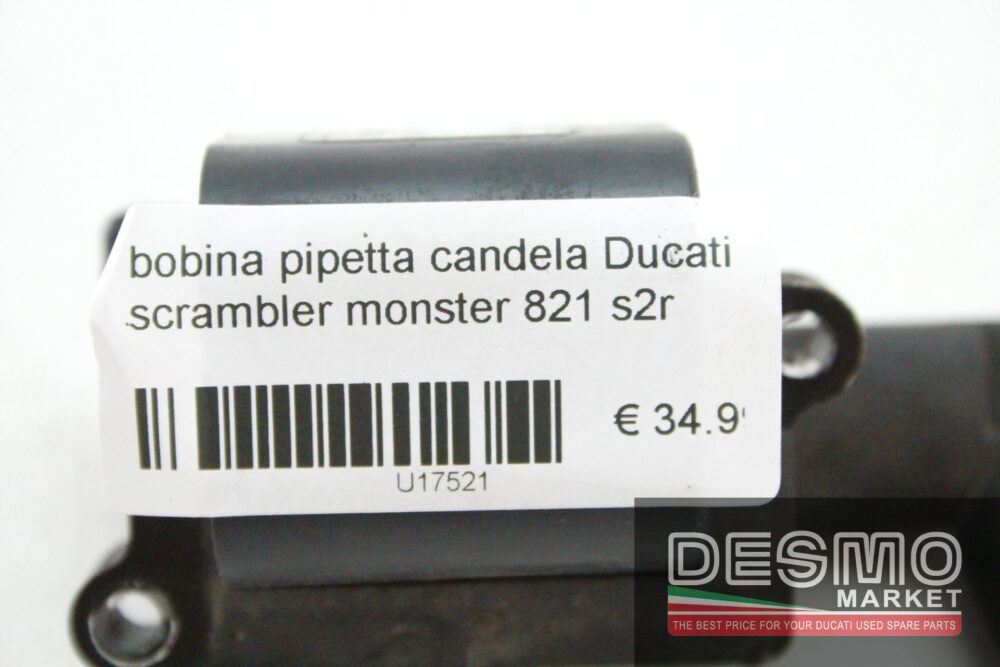 bobina pipetta candela Ducati
scrambler monster 821 s2r
€ 34.9
U17521
DESMO
MARKET
THE BEST PRICE FOR YOUR DUCATI USED SPARE PARTS